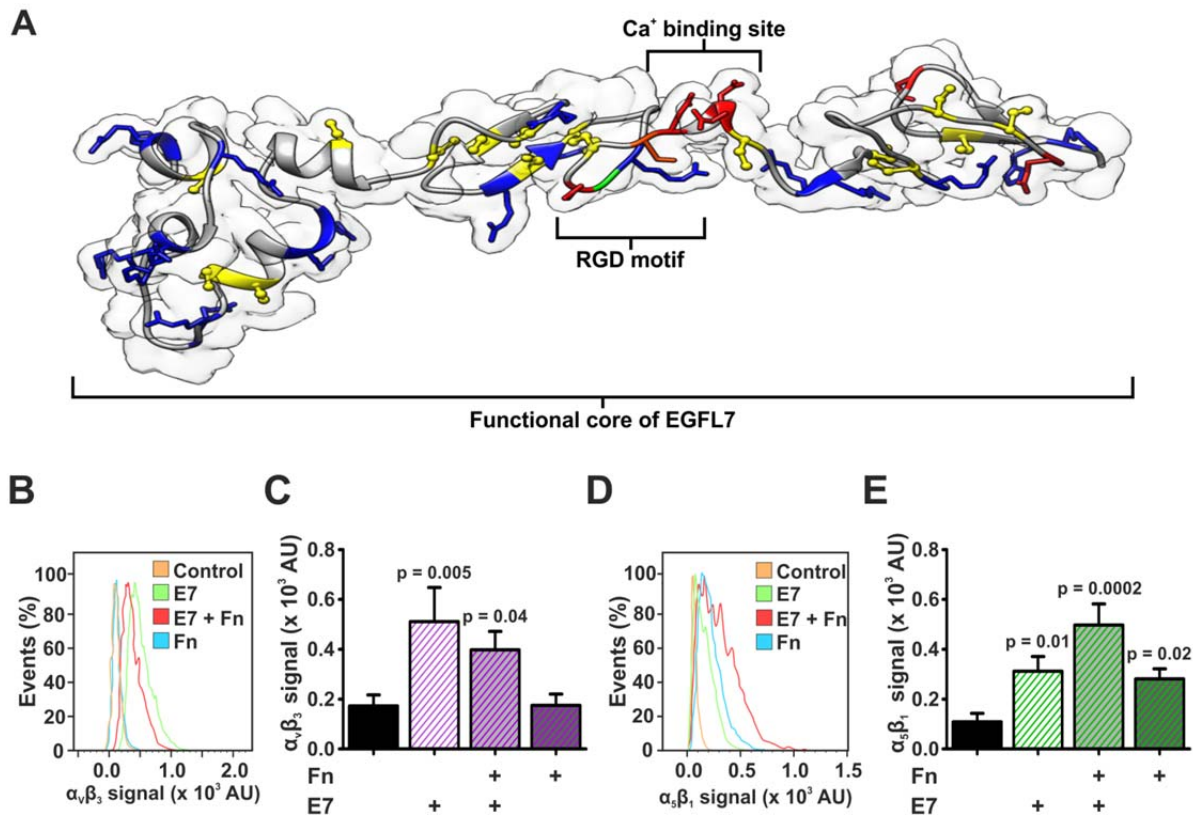 A
Ca⁺ binding site
RGD motif
Functional core of EGFL7
B
Events (%)
100
80
60
40
20
0
Control
E7
E7 + Fn
Fn
0.0 1.0 2.0
αᵥβ₃ signal (x 10³ AU)
C
αᵥβ₃ signal (x 10³ AU)
0.8
0.6
0.4
0.2
0.0
p = 0.005
p = 0.04
Fn + +
E7 + +
D
Events (%)
100
80
60
40
20
0
Control
E7
E7 + Fn
Fn
0.0 0.5 1.0 1.5
α₅β₁ signal (x 10³ AU)
E
α₅β₁ signal (x 10³ AU)
0.8
0.6
0.4
0.2
0.0
p = 0.01
p = 0.0002
p = 0.02
+ +
+ +